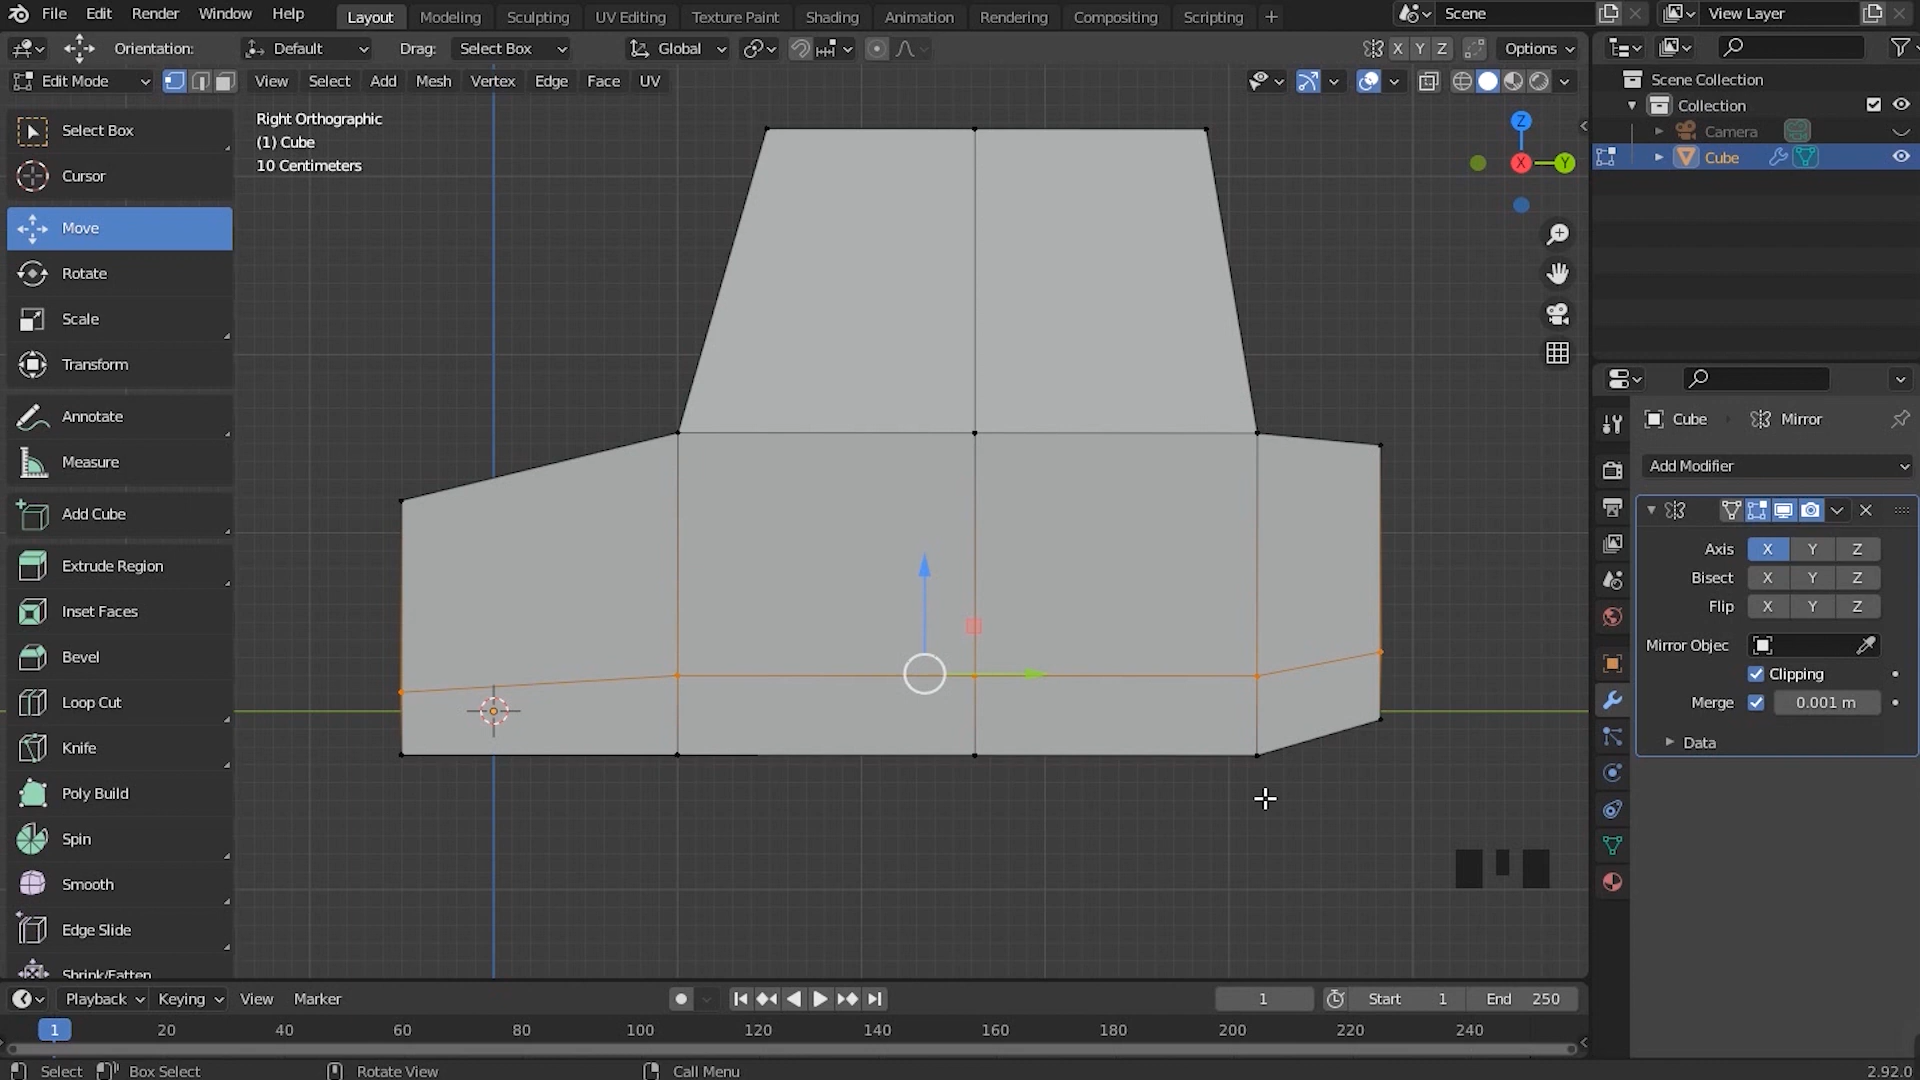 File Edit Render Window Help Layout Modeling Sculpting UV Editing Texture Paint Shading Animation Rendering Compositing Scripting + Scene View Layer
Orientation: Default Drag: Select Box Global X Y Z Options
Edit Mode View Select Add Mesh Vertex Edge Face UV
Scene Collection
Collection
Camera
Cube
Right Orthographic
(1) Cube
10 Centimeters
Z
X
Y
Select Box
Cursor
Move
Rotate
Scale
Transform
Annotate
Measure
Add Cube
Extrude Region
Inset Faces
Bevel
Loop Cut
Knife
Poly Build
Spin
Smooth
Edge Slide
Shrink/Fatten
Cube Mirror
Add Modifier
Axis X Y Z
Bisect X Y Z
Flip X Y Z
Mirror Objec
Clipping
Merge 0.001 m
Data
Playback Keying View Marker 1 Start 1 End 250
1 20 40 60 80 100 120 140 160 180 200 220 240
Select Box Select Rotate View Call Menu 2.92.0